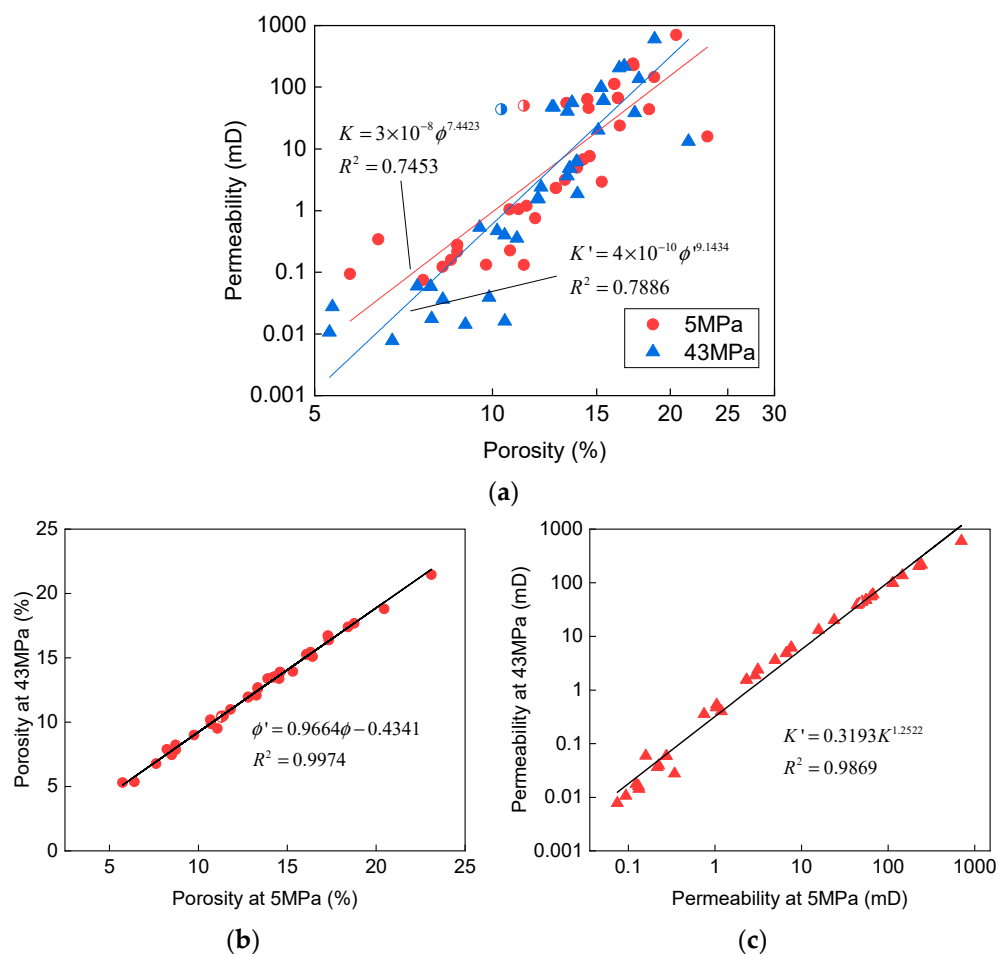 1000
100
10
1
0.1
0.01
0.001
Permeability (mD)
K = 3×10⁻⁸ ϕ⁷·⁴⁴²³
R² = 0.7453
K' = 4×10⁻¹⁰ ϕ'⁹·¹⁴³⁴
R² = 0.7886
5MPa
43MPa
5 10 15 20 25 30
Porosity (%)
(a)
25
20
15
10
5
0
Porosity at 43MPa (%)
ϕ' = 0.9664ϕ − 0.4341
R² = 0.9974
5 10 15 20 25
Porosity at 5MPa (%)
(b)
1000
100
10
1
0.1
0.01
0.001
Permeability at 43MPa (mD)
K' = 0.3193K¹·²⁵²²
R² = 0.9869
0.1 1 10 100 1000
Permeability at 5MPa (mD)
(c)